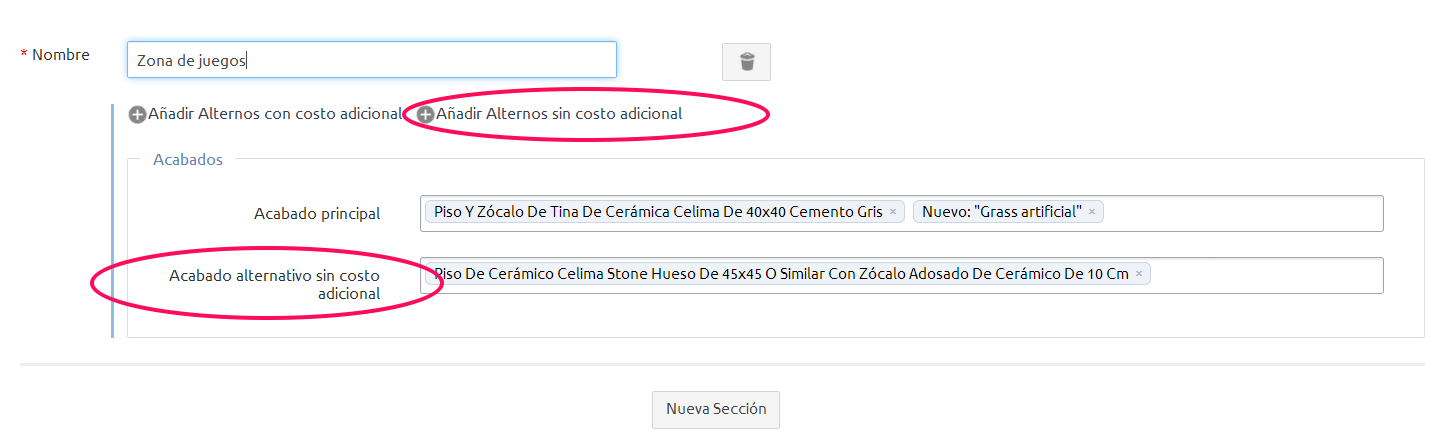 * Nombre
Zona de juegos
Añadir Alternos con costo adicional Añadir Alternos sin costo adicional
Acabados
Acabado principal
Piso Y Zócalo De Tina De Cerámica Celima De 40x40 Cemento Gris × Nuevo: "Grass artificial" ×
Acabado alternativo sin costo
adicional
Piso De Cerámico Celima Stone Hueso De 45x45 O Similar Con Zócalo Adosado De Cerámico De 10 Cm ×
Nueva Sección